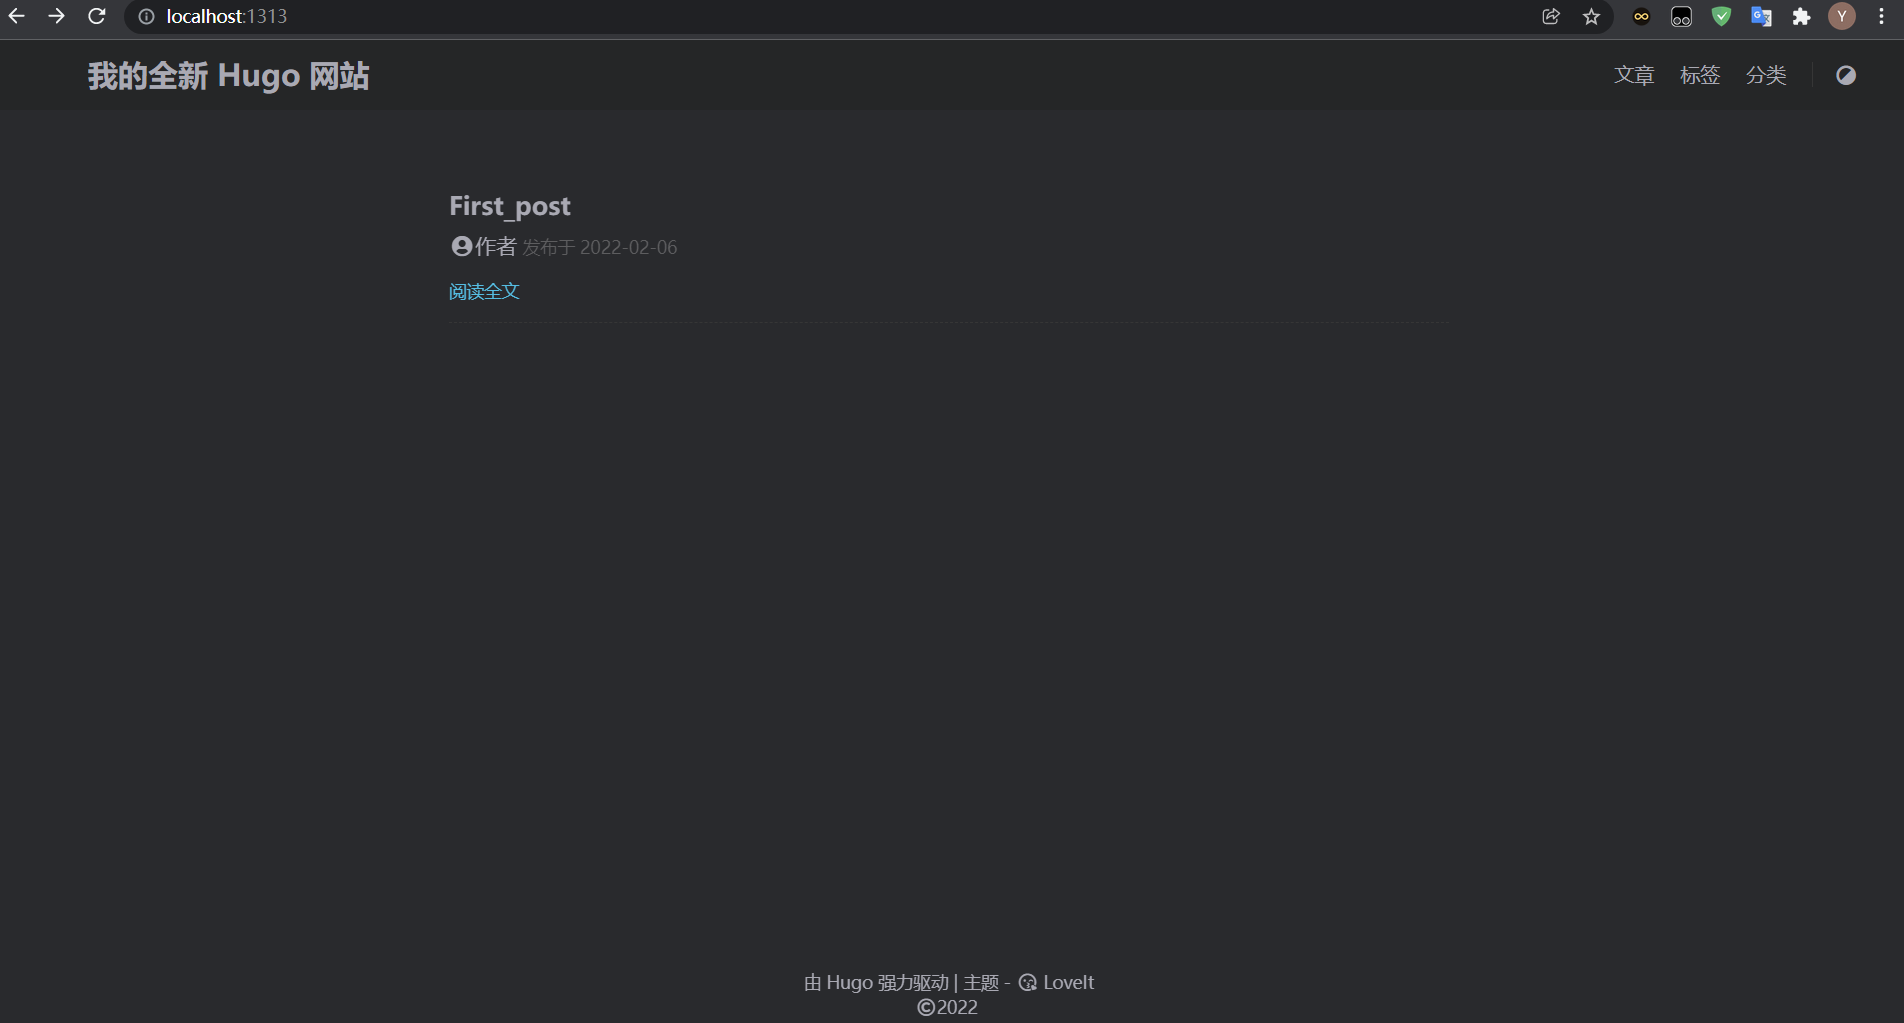 localhost:1313
Y
我的全新 Hugo 网站
文章 标签 分类
First_post
作者 发布于 2022-02-06
阅读全文
由 Hugo 强力驱动 | 主题 - LoveIt
©2022